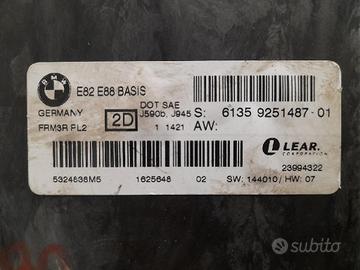 BMW
E82 E88 BASIS
GERMANY
FRM3R PL2
2D
DOT SAE
J590b, J945
1 1421
S: 6135 9251487-01
AW:
LEAR.
CORPORATION
23994322
5324838M5 1625648 02 SW: 144010 / HW: 07
subito